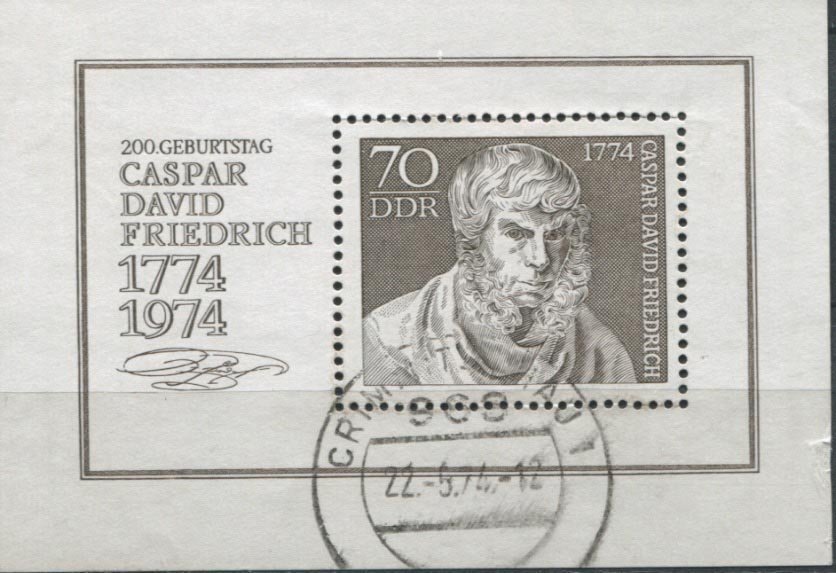 200.GEBURTSTAG
CASPAR
DAVID
FRIEDRICH
1774
1974
70
DDR
1774
CASPAR DAVID FRIEDRICH
22.-5.74.-12